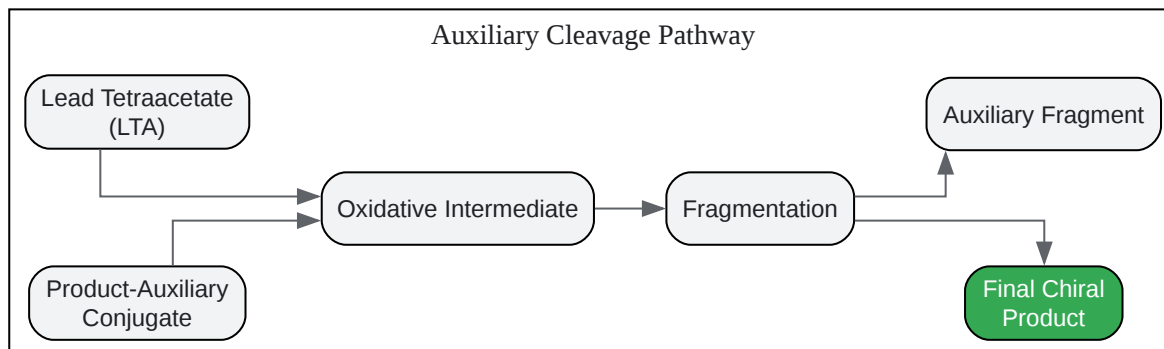 Auxiliary Cleavage Pathway
Lead Tetraacetate
(LTA)
Auxiliary Fragment
Oxidative Intermediate
Fragmentation
Product-Auxiliary
Conjugate
Final Chiral
Product